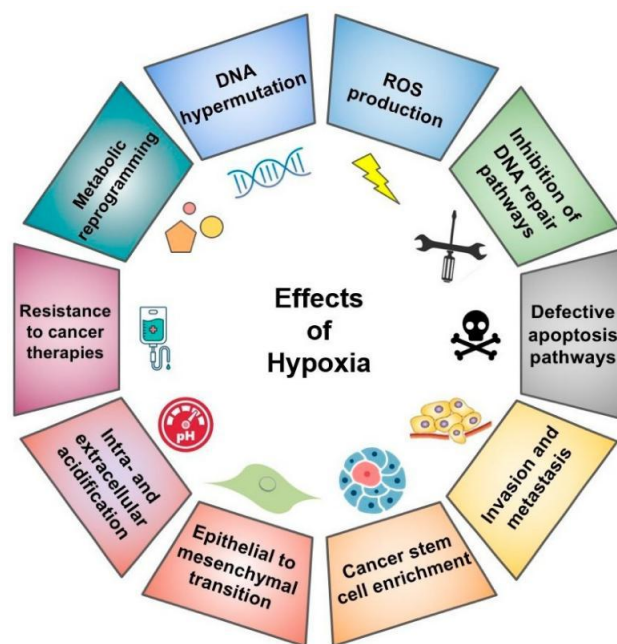 Effects
of
Hypoxia
DNA
hypermutation
ROS
production
Inhibition of
DNA repair
pathways
Defective
apoptosis
pathways
Invasion and
metastasis
Cancer stem
cell enrichment
Epithelial to
mesenchymal
transition
Intra- and
extracellular
acidification
pH
Resistance
to cancer
therapies
Metabolic
reprogramming